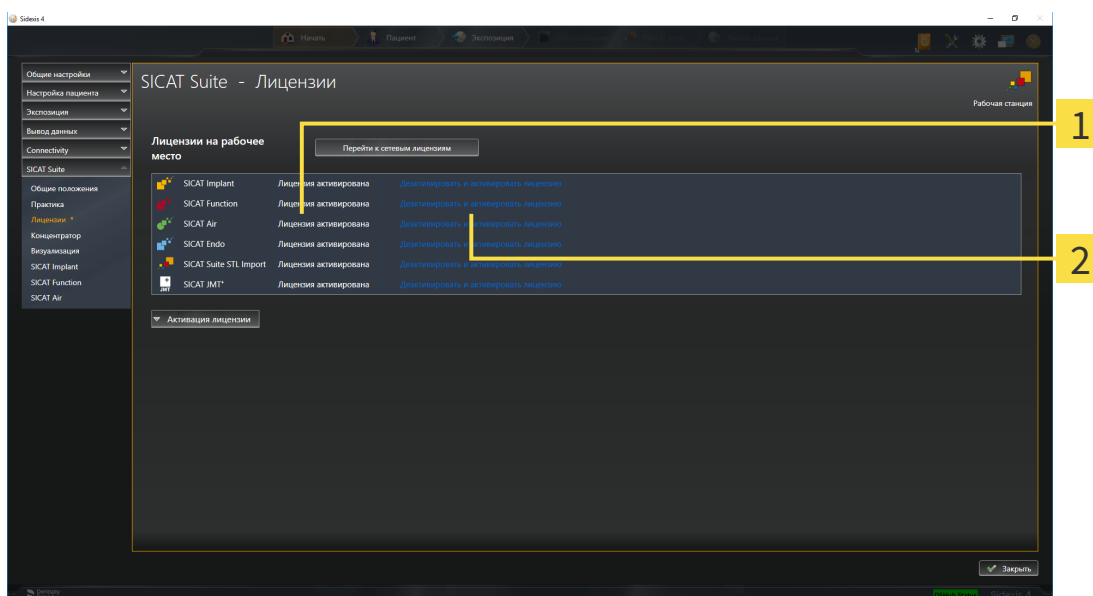 Sidexis 4
Начать
Пациент
Экспозиция
Общие настройки
Настройка пациента
Экспозиция
Вывод данных
Connectivity
SICAT Suite
Общие положения
Практика
Лицензии *
Концентратор
Визуализация
SICAT Implant
SICAT Function
SICAT Air
SICAT Suite - Лицензии
Рабочая станция
Лицензии на рабочее
место
Перейти к сетевым лицензиям
SICAT Implant Лицензия активирована Деактивировать и активировать лицензию
SICAT Function Лицензия активирована Деактивировать и активировать лицензию
SICAT Air Лицензия активирована Деактивировать и активировать лицензию
SICAT Endo Лицензия активирована Деактивировать и активировать лицензию
SICAT Suite STL Import Лицензия активирована Деактивировать и активировать лицензию
JMT SICAT JMT+ Лицензия активирована Деактивировать и активировать лицензию
Активация лицензии
1
2
Закрыть
Sidexis 4